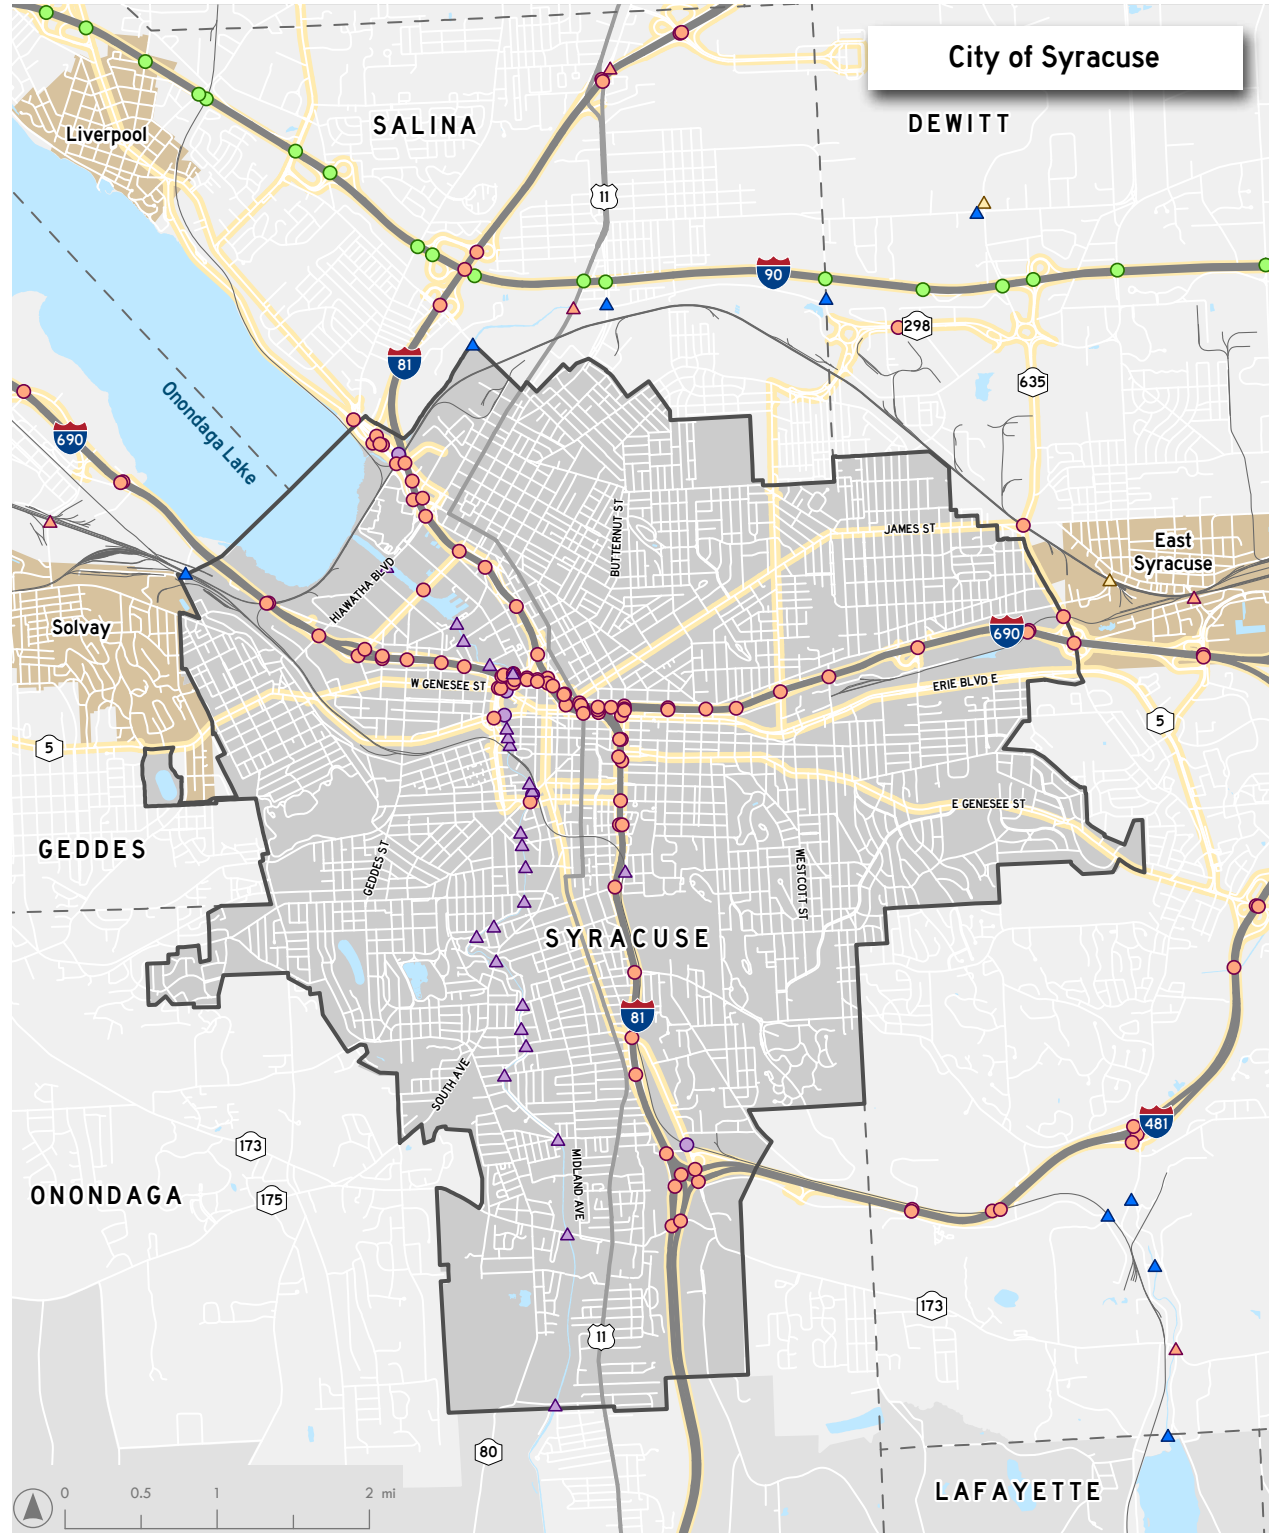 City of Syracuse
SALINA
DEWITT
Liverpool
11
90
298
81
635
Onondaga Lake
690
BUTTERNUT ST
JAMES ST
East
Syracuse
HIAWATHA BLVD
Solvay
690
W GENESEE ST
ERIE BLVD E
5
5
E GENESEE ST
GEDDES
GEDDES ST
WESTCOTT ST
SYRACUSE
81
SOUTH AVE
481
173
MIDLAND AVE
ONONDAGA
175
173
11
80
LAFAYETTE
0 0.5 1 2 mi